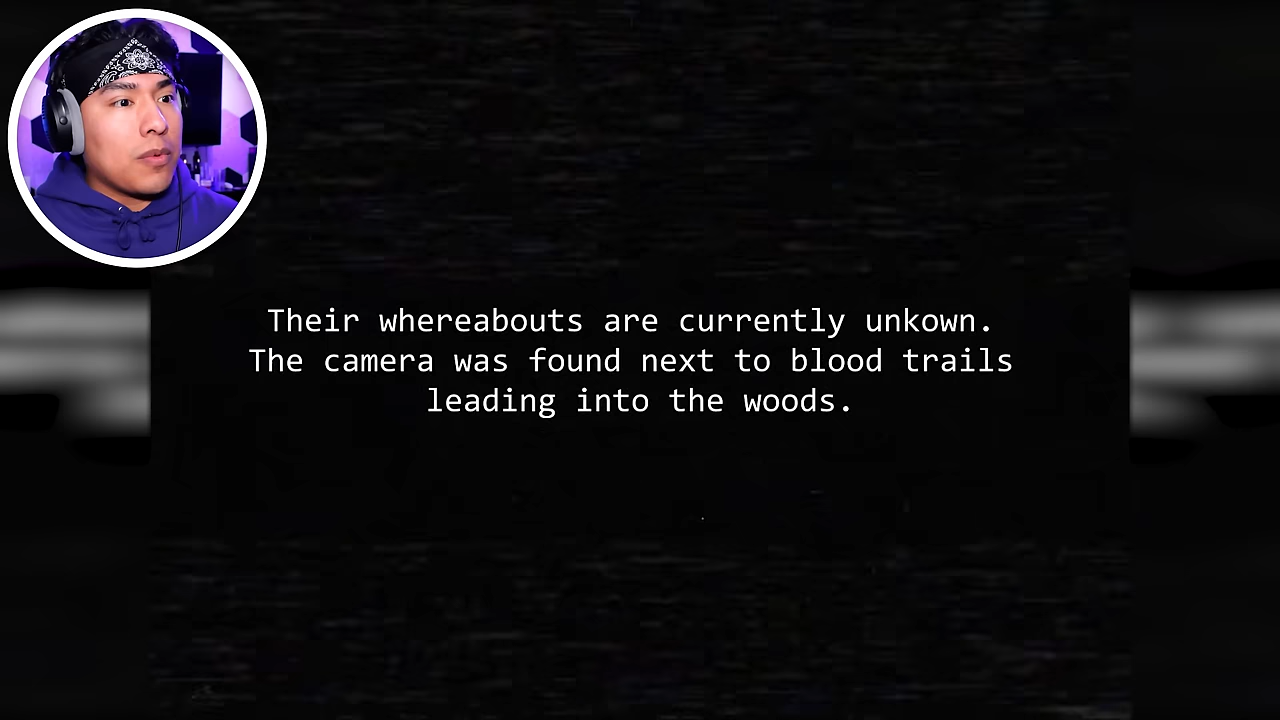 Their whereabouts are currently unkown.
The camera was found next to blood trails
leading into the woods.